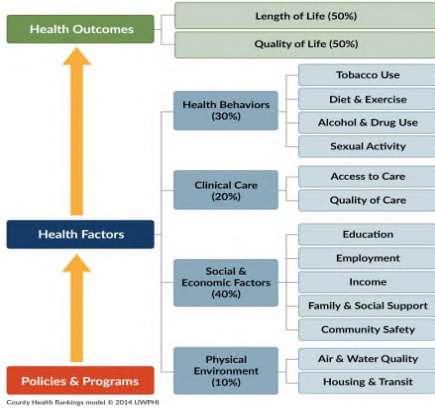 Health Outcomes
Length of Life (50%)
Quality of Life (50%)
Health Factors
Health Behaviors
(30%)
Tobacco Use
Diet & Exercise
Alcohol & Drug Use
Sexual Activity
Clinical Care
(20%)
Access to Care
Quality of Care
Social &
Economic Factors
(40%)
Education
Employment
Income
Family & Social Support
Community Safety
Physical
Environment
(10%)
Air & Water Quality
Housing & Transit
Policies & Programs
County Health Rankings model © 2014 UWPHI